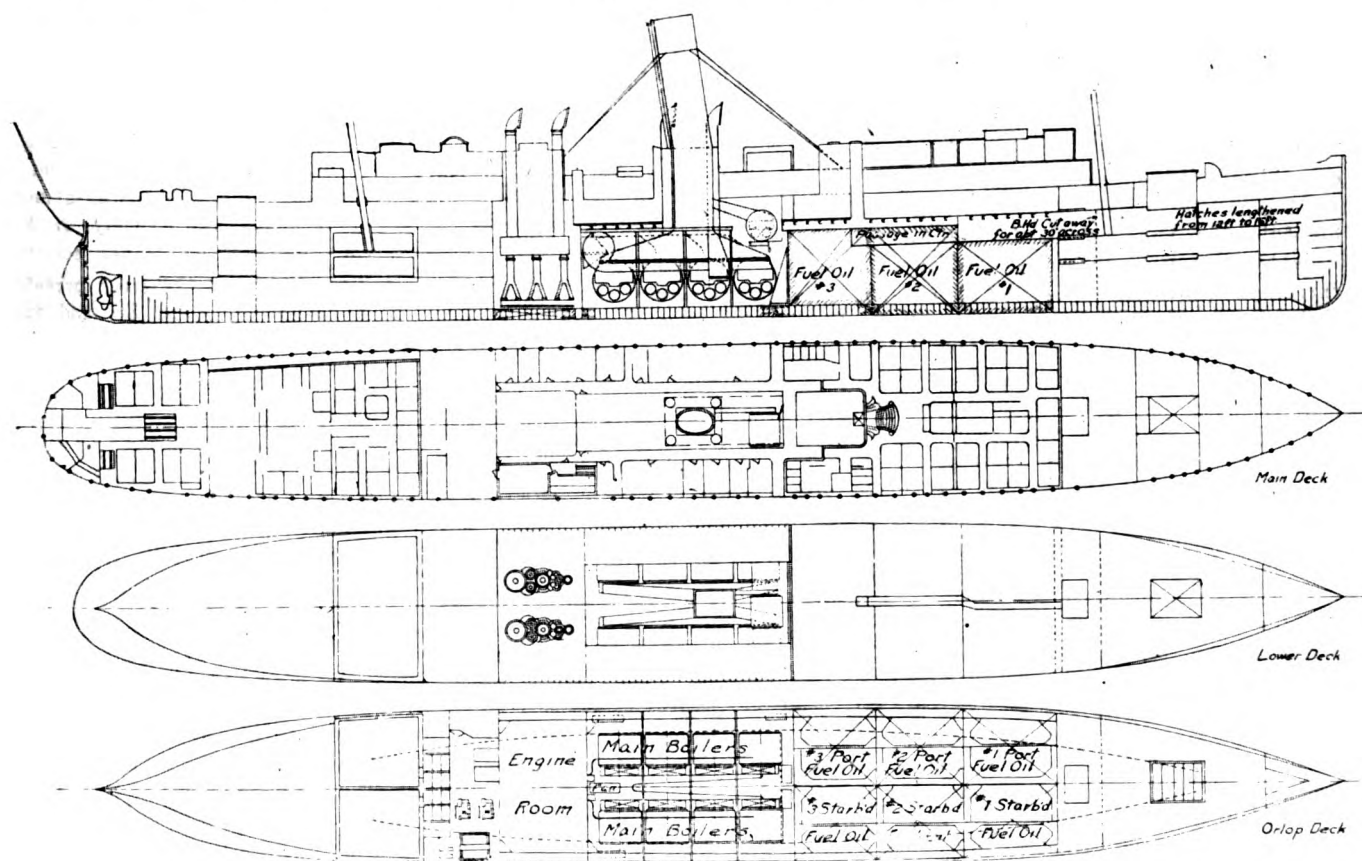 B.Hd Cut away
for abt 30 across
Hatches lengthened
from 12ft to 16ft
Passage in Ctr
Fuel Oil
#3
Fuel Oil
#2
Fuel Oil
#1
Main Deck
Lower Deck
Engine
Room
Main Boilers
Main Boilers
#3 Port
Fuel Oil
#2 Port
Fuel Oil
#1 Port
Fuel Oil
#3 Starb'd
Fuel Oil
#2 Starb'd
#1 Starb'd
Fuel Oil
Orlop Deck